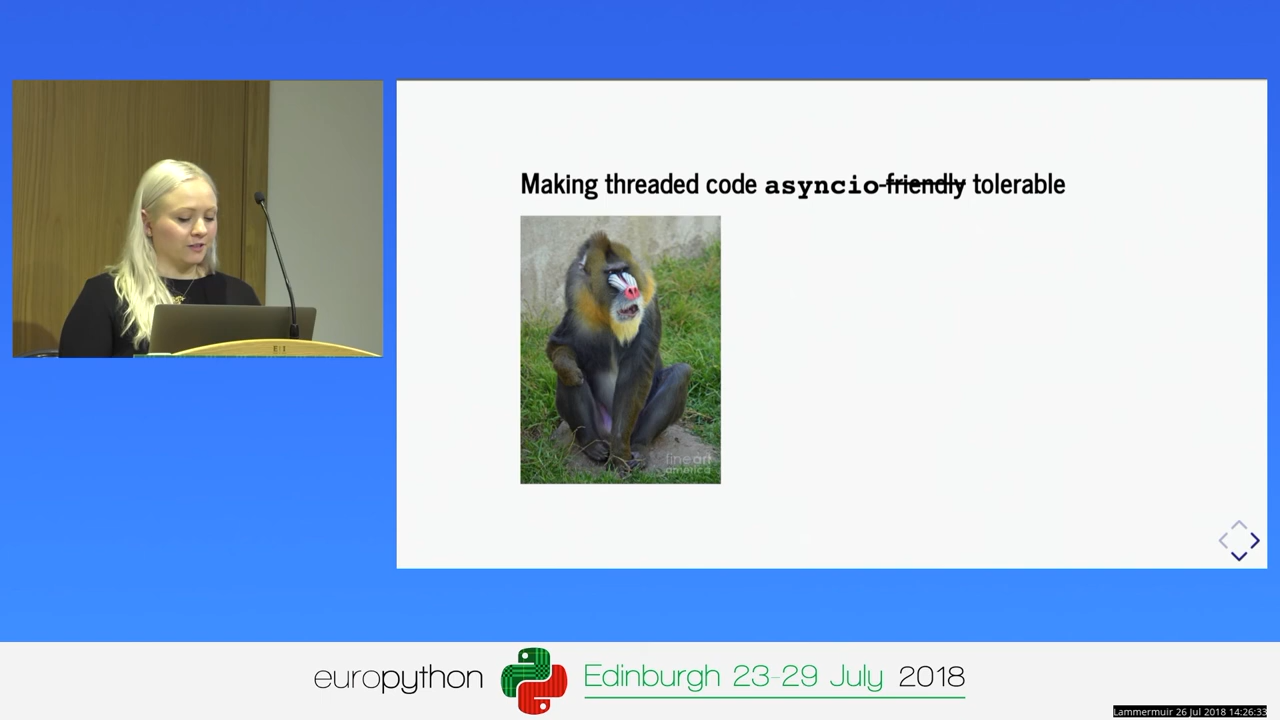 Making threaded code asyncio-friendly tolerable
fine art
america
EI
europython
Edinburgh 23-29 July 2018
Lammermuir 26 Jul 2018 14:26:33